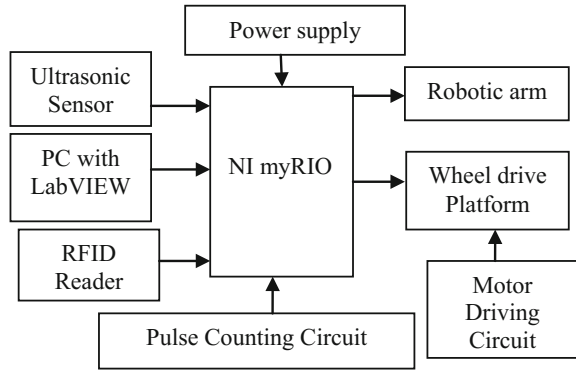 Power supply
Ultrasonic
Sensor
PC with
LabVIEW
RFID
Reader
NI myRIO
Robotic arm
Wheel drive
Platform
Motor
Driving
Circuit
Pulse Counting Circuit